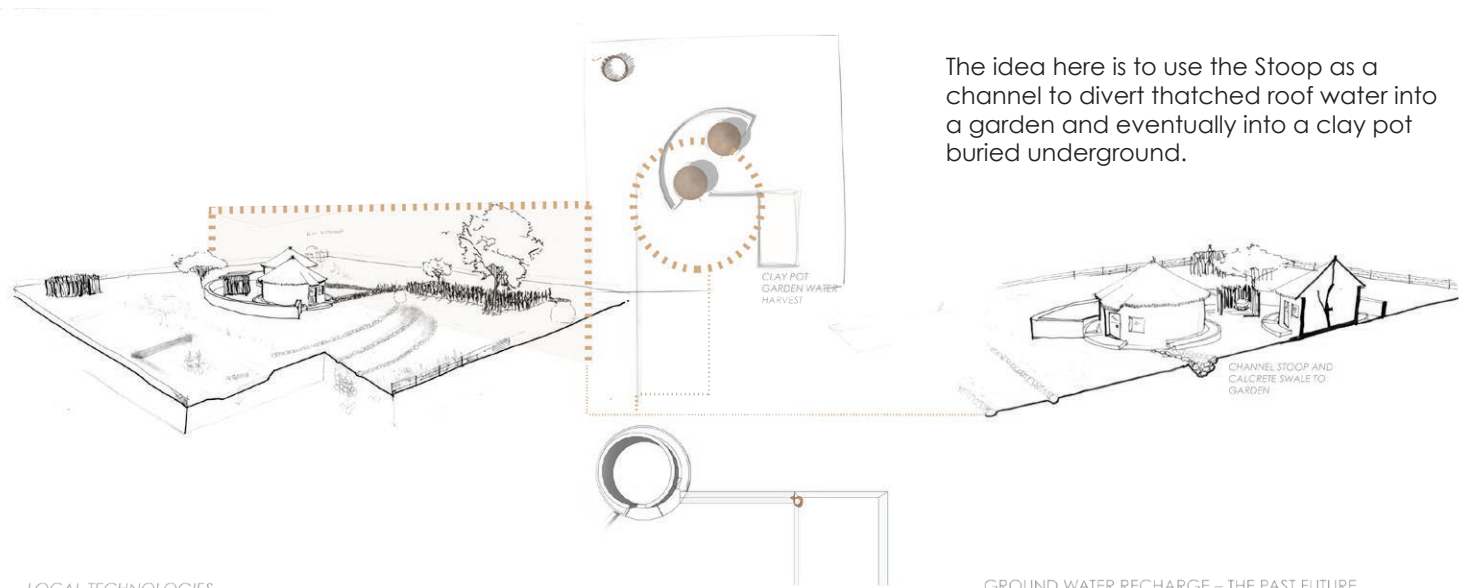 The idea here is to use the Stoop as a
channel to divert thatched roof water into
a garden and eventually into a clay pot
buried underground.
CLAY POT
GARDEN WATER
HARVEST
CHANNEL STOOP AND
CALCRETE SWALE TO
GARDEN
LOCAL TECHNOLOGIES
GROUND WATER RECHARGE – THE PAST FUTURE